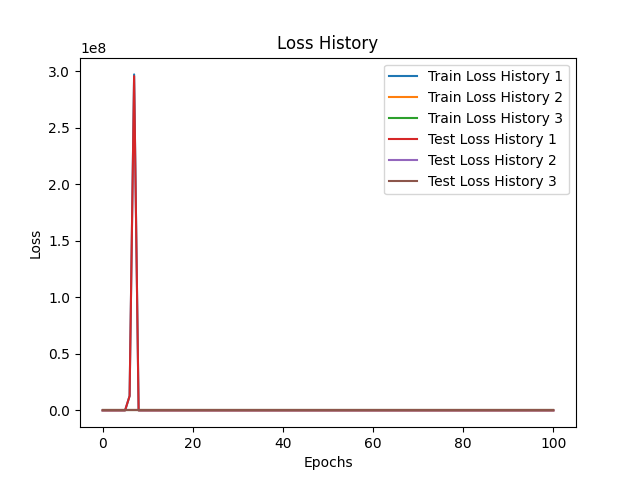 Loss History
1e8
3.0
2.5
2.0
1.5
1.0
0.5
0.0
Loss
Train Loss History 1
Train Loss History 2
Train Loss History 3
Test Loss History 1
Test Loss History 2
Test Loss History 3
0 20 40 60 80 100
Epochs